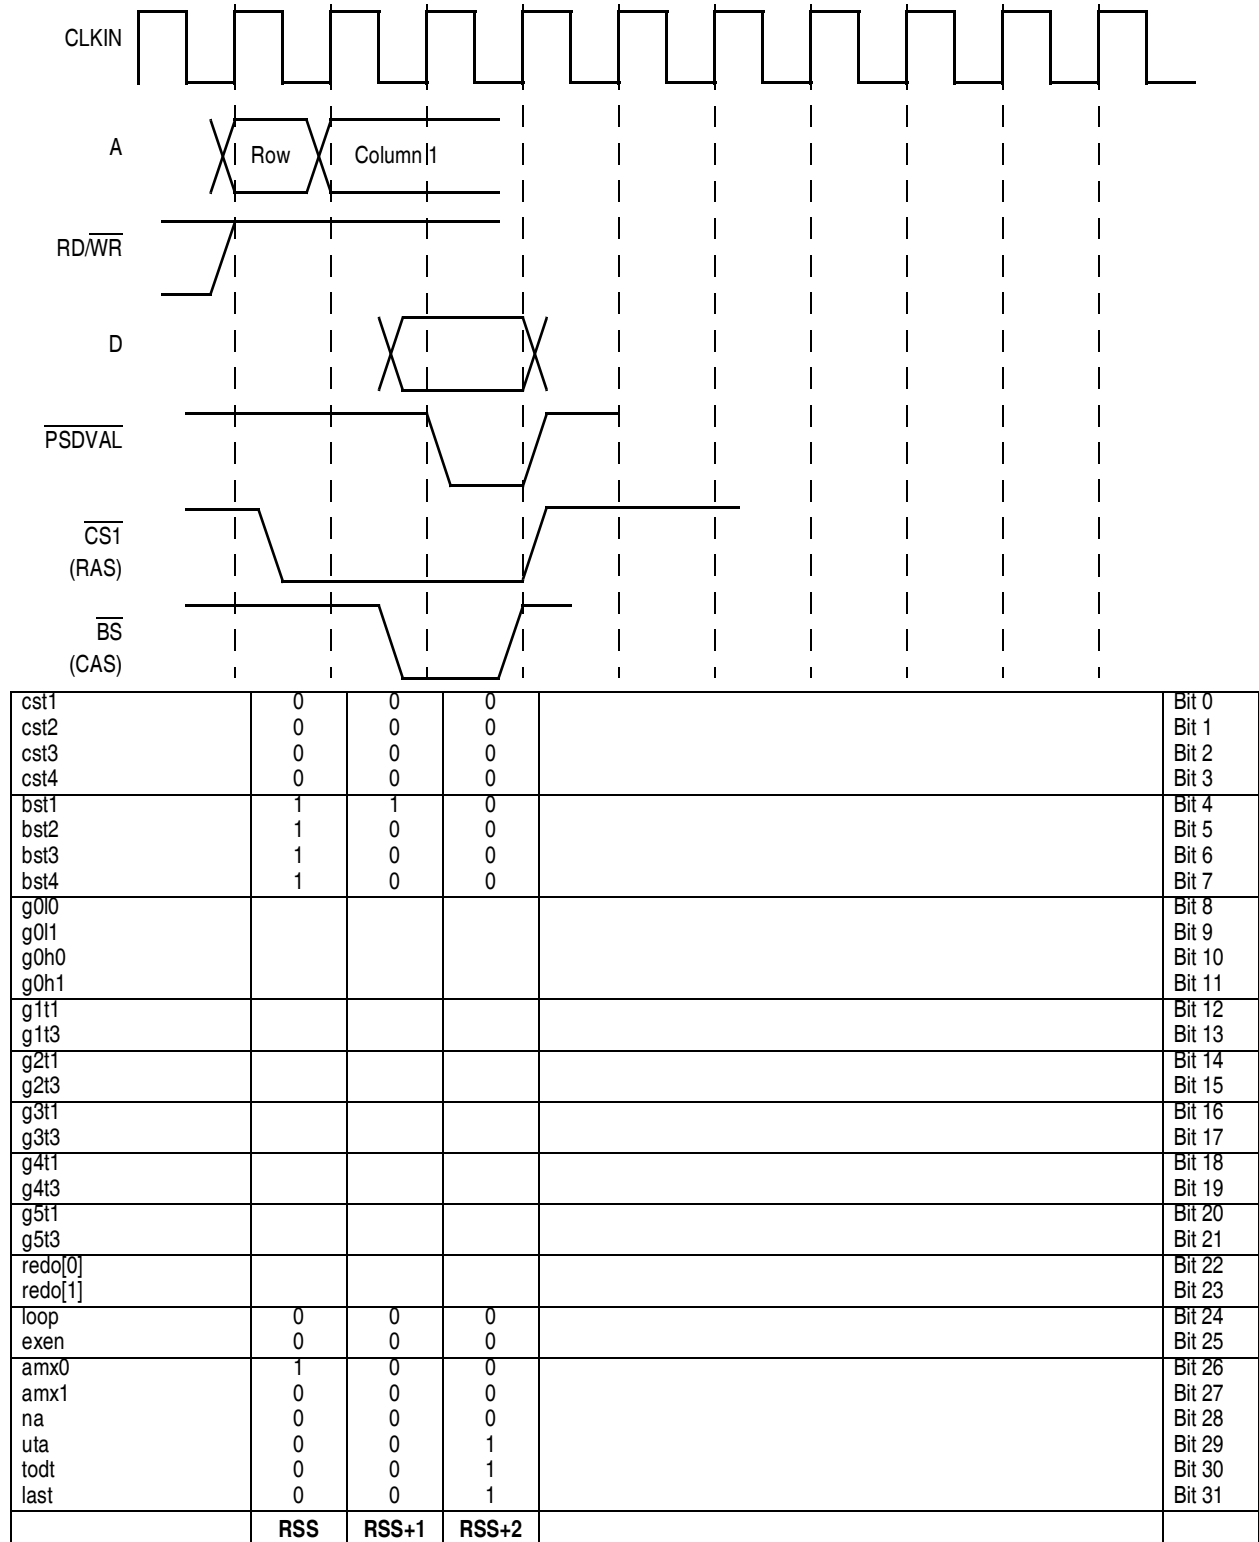 CLKIN
A
Row
Column 1
RD/WR
D
PSDVAL
CS1
(RAS)
BS
(CAS)
cst1 0 0 0 Bit 0
cst2 0 0 0 Bit 1
cst3 0 0 0 Bit 2
cst4 0 0 0 Bit 3
bst1 1 1 0 Bit 4
bst2 1 0 0 Bit 5
bst3 1 0 0 Bit 6
bst4 1 0 0 Bit 7
g0l0 Bit 8
g0l1 Bit 9
g0h0 Bit 10
g0h1 Bit 11
g1t1 Bit 12
g1t3 Bit 13
g2t1 Bit 14
g2t3 Bit 15
g3t1 Bit 16
g3t3 Bit 17
g4t1 Bit 18
g4t3 Bit 19
g5t1 Bit 20
g5t3 Bit 21
redo[0] Bit 22
redo[1] Bit 23
loop 0 0 0 Bit 24
exen 0 0 0 Bit 25
amx0 1 0 0 Bit 26
amx1 0 0 0 Bit 27
na 0 0 0 Bit 28
uta 0 0 1 Bit 29
todt 0 0 1 Bit 30
last 0 0 1 Bit 31
RSS RSS+1 RSS+2